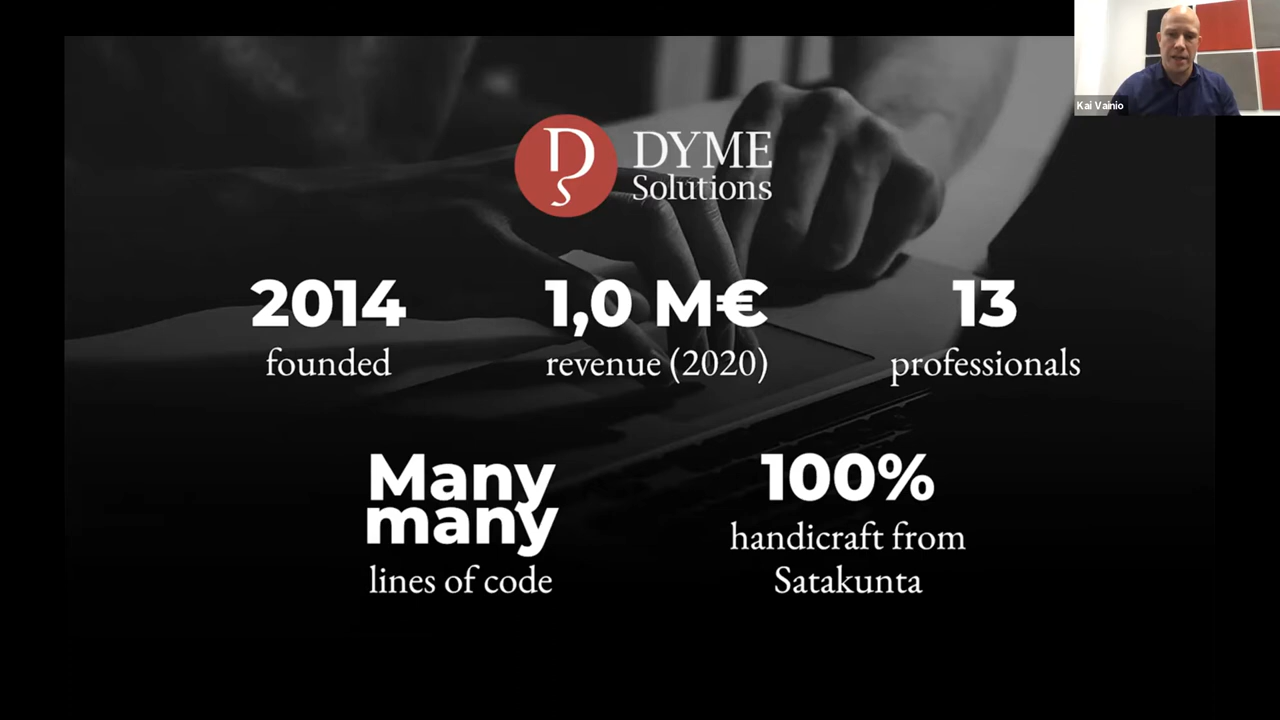 Kai Vainio
DYME
Solutions
2014
founded
1,0 M€
revenue (2020)
13
professionals
Many
many
lines of code
100%
handicraft from
Satakunta